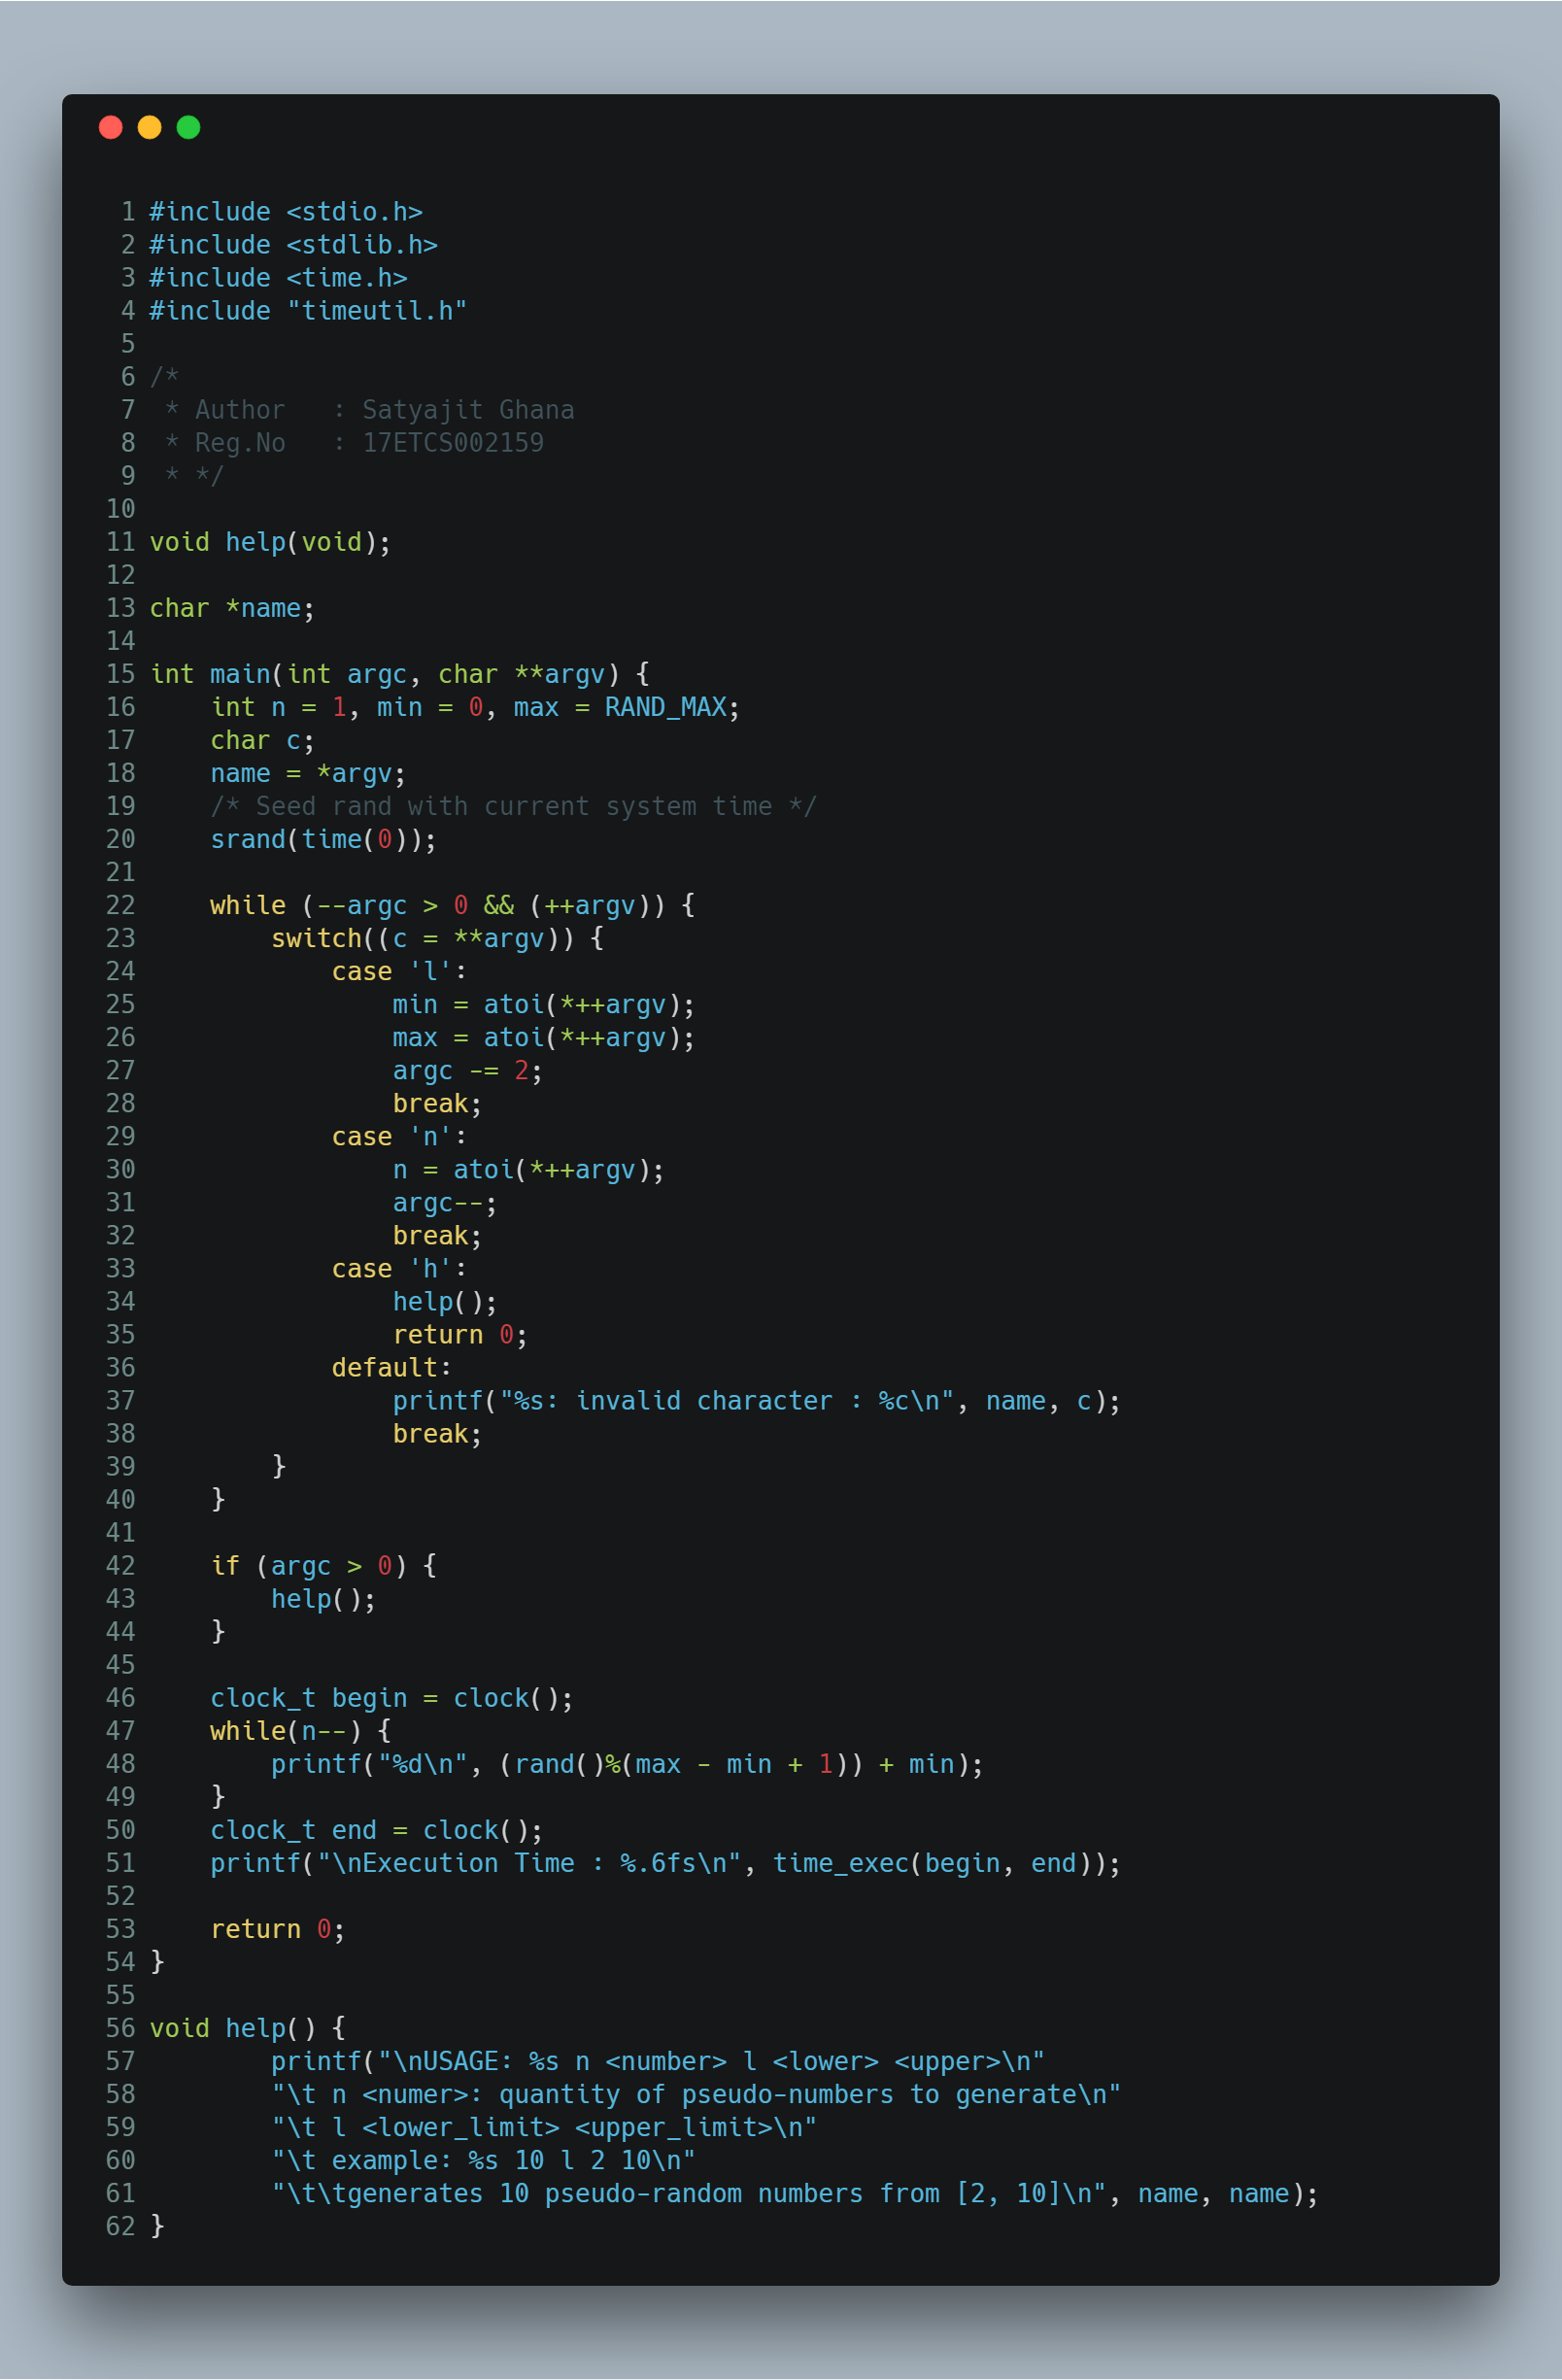 1 #include <stdio.h>
2 #include <stdlib.h>
3 #include <time.h>
4 #include "timeutil.h"
5
6 /*
7  * Author   : Satyajit Ghana
8  * Reg.No   : 17ETCS002159
9  * */
10
11 void help(void);
12
13 char *name;
14
15 int main(int argc, char **argv) {
16     int n = 1, min = 0, max = RAND_MAX;
17     char c;
18     name = *argv;
19     /* Seed rand with current system time */
20     srand(time(0));
21
22     while (--argc > 0 && (++argv)) {
23         switch((c = **argv)) {
24             case 'l':
25                 min = atoi(*++argv);
26                 max = atoi(*++argv);
27                 argc -= 2;
28                 break;
29             case 'n':
30                 n = atoi(*++argv);
31                 argc--;
32                 break;
33             case 'h':
34                 help();
35                 return 0;
36             default:
37                 printf("%s: invalid character : %c\n", name, c);
38                 break;
39         }
40     }
41
42     if (argc > 0) {
43         help();
44     }
45
46     clock_t begin = clock();
47     while(n--) {
48         printf("%d\n", (rand()%(max - min + 1)) + min);
49     }
50     clock_t end = clock();
51     printf("\nExecution Time : %.6fs\n", time_exec(begin, end));
52
53     return 0;
54 }
55
56 void help() {
57         printf("\nUSAGE: %s n <number> l <lower> <upper>\n"
58         "\t n <numer>: quantity of pseudo-numbers to generate\n"
59         "\t l <lower_limit> <upper_limit>\n"
60         "\t example: %s 10 l 2 10\n"
61         "\t\tgenerates 10 pseudo-random numbers from [2, 10]\n", name, name);
62 }